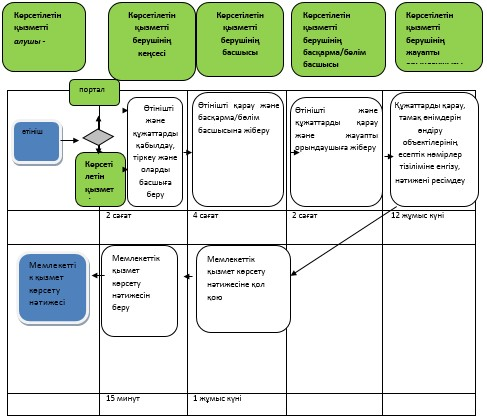 Көрсетілетін
қызметті
алушы -
Көрсетілетін
қызметті
берушінің
кеңсесі
Көрсетілетін
қызметті
берушінің
басшысы
Көрсетілетін
қызметті
берушінің
басқарма/бөлім
басшысы
Көрсетілетін
қызметті
берушінің
жауапты
портал
өтініш
Көрсеті
летін
қызмет
Өтінішті
және
құжаттарды
қабылдау,
тіркеу және
оларды
басшыға
беру
Өтінішті қарау және
басқарма/бөлім
басшысына жіберу
Өтінішті және
құжаттарды қарау
және жауапты
орындаушыға жіберу
Құжаттарды қарау,
тамақ өнімдерін
өндіру
объектілерінің
есептік нөмірлер
тізіліміне енгізу,
нәтижені ресімдеу
2 сағат
4 сағат
2 сағат
12 жұмыс күні
Мемлекетті
к қызмет
көрсету
нәтижесі
Мемлекеттік
қызмет
көрсету
нәтижесін
беру
Мемлекеттік
қызмет көрсету
нәтижесіне қол
қою
15 минут
1 жұмыс күні